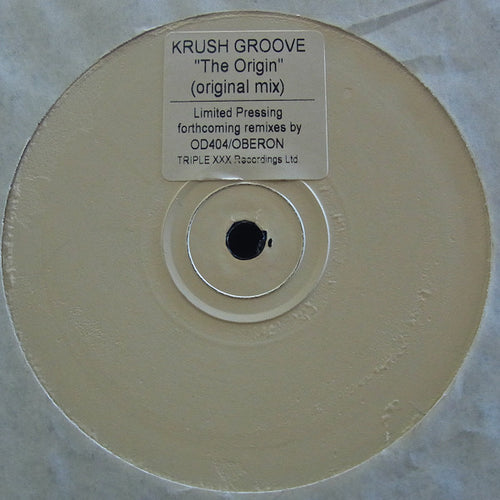 KRUSH GROOVE
"The Origin"
(original mix)
Limited Pressing
forthcoming remixes by
OD404/OBERON
TRIPLE XXX Recordings Ltd